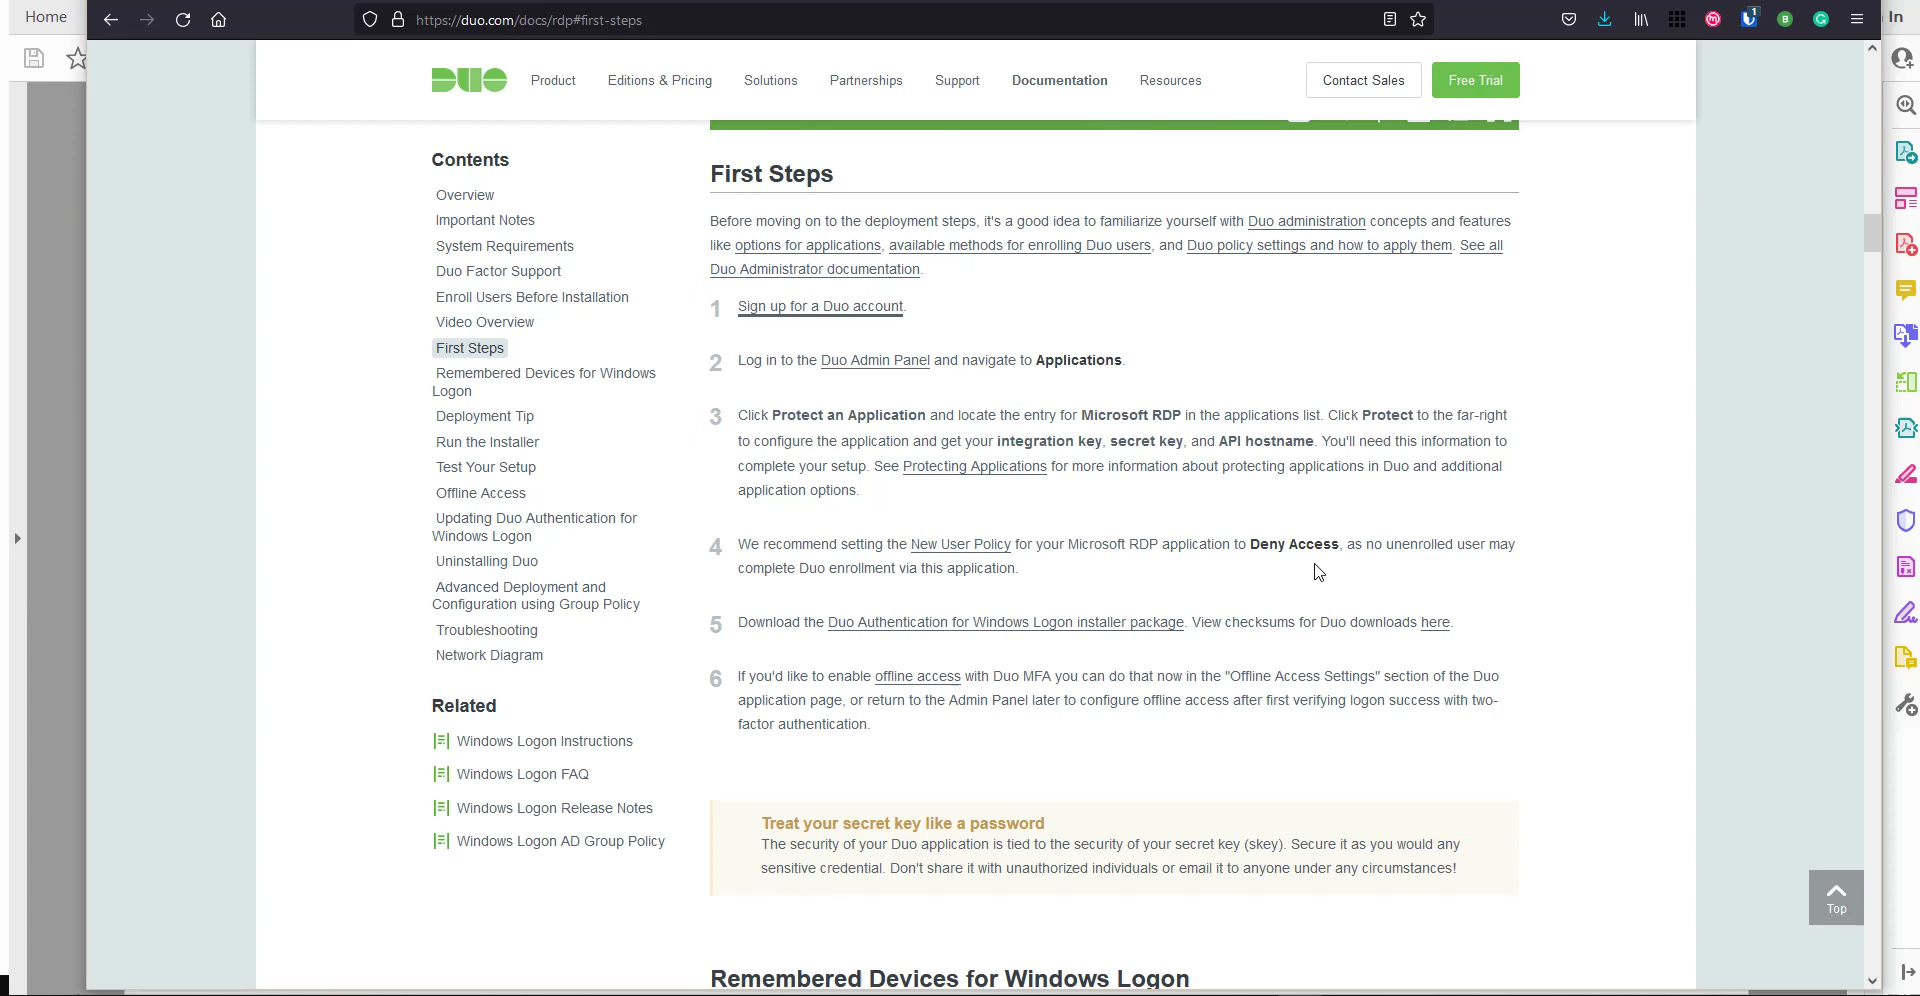 Home
https://duo.com/docs/rdp#first-steps
1
In
DUO
Product
Editions & Pricing
Solutions
Partnerships
Support
Documentation
Resources
Contact Sales
Free Trial
Contents
Overview
Important Notes
System Requirements
Duo Factor Support
Enroll Users Before Installation
Video Overview
First Steps
Remembered Devices for Windows
Logon
Deployment Tip
Run the Installer
Test Your Setup
Offline Access
Updating Duo Authentication for
Windows Logon
Uninstalling Duo
Advanced Deployment and
Configuration using Group Policy
Troubleshooting
Network Diagram
Related
Windows Logon Instructions
Windows Logon FAQ
Windows Logon Release Notes
Windows Logon AD Group Policy
First Steps
Before moving on to the deployment steps, it's a good idea to familiarize yourself with Duo administration concepts and features
like options for applications, available methods for enrolling Duo users, and Duo policy settings and how to apply them. See all
Duo Administrator documentation.
1 Sign up for a Duo account.
2 Log in to the Duo Admin Panel and navigate to Applications.
3 Click Protect an Application and locate the entry for Microsoft RDP in the applications list. Click Protect to the far-right
to configure the application and get your integration key, secret key, and API hostname. You'll need this information to
complete your setup. See Protecting Applications for more information about protecting applications in Duo and additional
application options.
4 We recommend setting the New User Policy for your Microsoft RDP application to Deny Access, as no unenrolled user may
complete Duo enrollment via this application.
5 Download the Duo Authentication for Windows Logon installer package. View checksums for Duo downloads here.
6 If you'd like to enable offline access with Duo MFA you can do that now in the "Offline Access Settings" section of the Duo
application page, or return to the Admin Panel later to configure offline access after first verifying logon success with two-
factor authentication.
Treat your secret key like a password
The security of your Duo application is tied to the security of your secret key (skey). Secure it as you would any
sensitive credential. Don't share it with unauthorized individuals or email it to anyone under any circumstances!
Top
Remembered Devices for Windows Logon